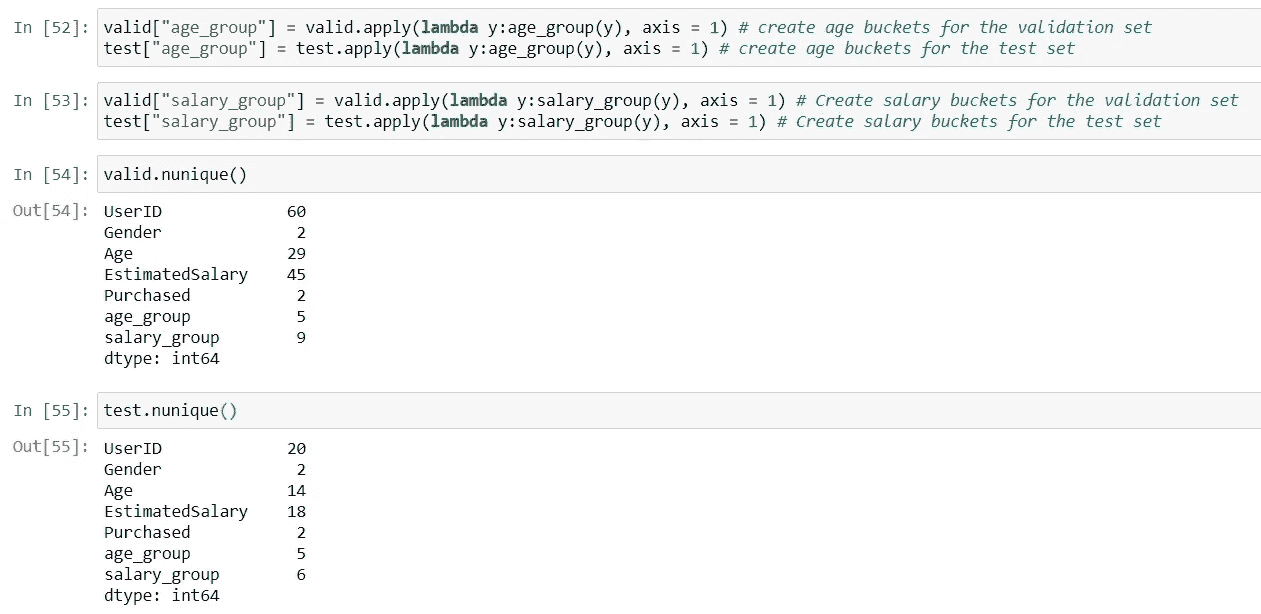 In [52]: valid["age_group"] = valid.apply(lambda y:age_group(y), axis = 1) # create age buckets for the validation set
test["age_group"] = test.apply(lambda y:age_group(y), axis = 1) # create age buckets for the test set
In [53]: valid["salary_group"] = valid.apply(lambda y:salary_group(y), axis = 1) # Create salary buckets for the validation set
test["salary_group"] = test.apply(lambda y:salary_group(y), axis = 1) # Create salary buckets for the test set
In [54]: valid.nunique()
Out[54]: UserID 60
Gender 2
Age 29
EstimatedSalary 45
Purchased 2
age_group 5
salary_group 9
dtype: int64
In [55]: test.nunique()
Out[55]: UserID 20
Gender 2
Age 14
EstimatedSalary 18
Purchased 2
age_group 5
salary_group 6
dtype: int64